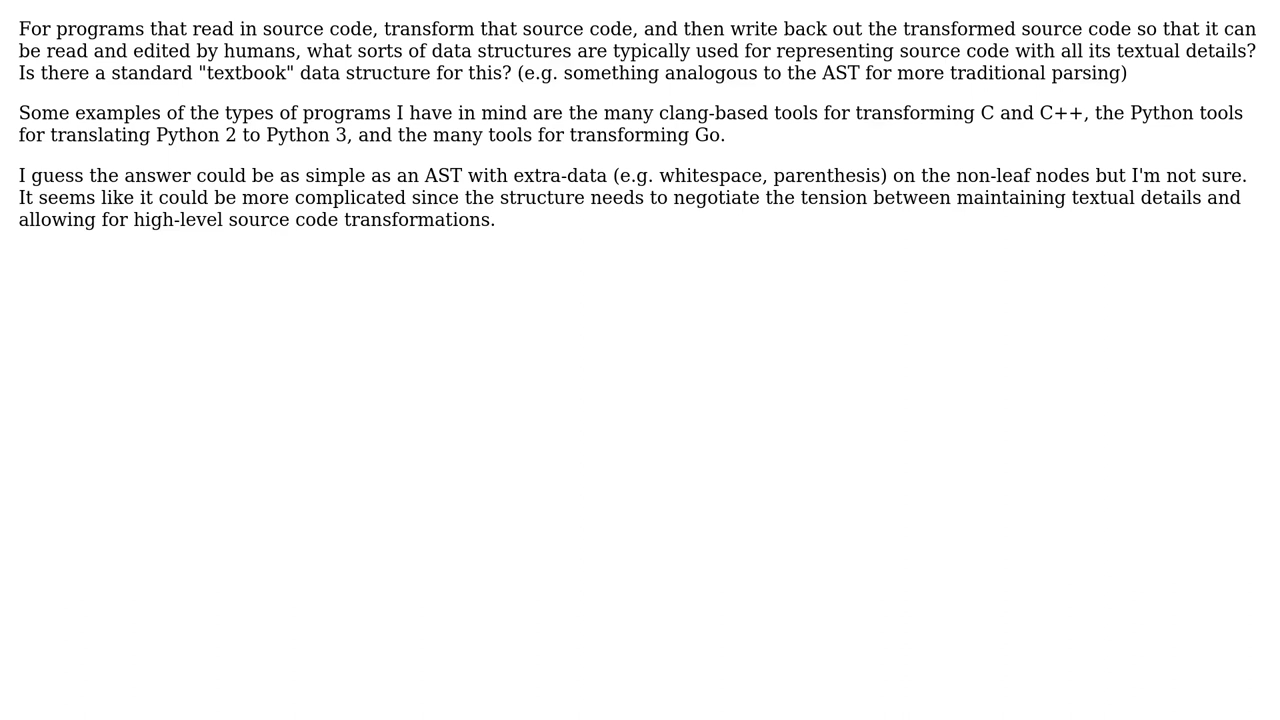 For programs that read in source code, transform that source code, and then write back out the transformed source code so that it can
be read and edited by humans, what sorts of data structures are typically used for representing source code with all its textual details?
Is there a standard "textbook" data structure for this? (e.g. something analogous to the AST for more traditional parsing)
Some examples of the types of programs I have in mind are the many clang-based tools for transforming C and C++, the Python tools
for translating Python 2 to Python 3, and the many tools for transforming Go.
I guess the answer could be as simple as an AST with extra-data (e.g. whitespace, parenthesis) on the non-leaf nodes but I'm not sure.
It seems like it could be more complicated since the structure needs to negotiate the tension between maintaining textual details and
allowing for high-level source code transformations.